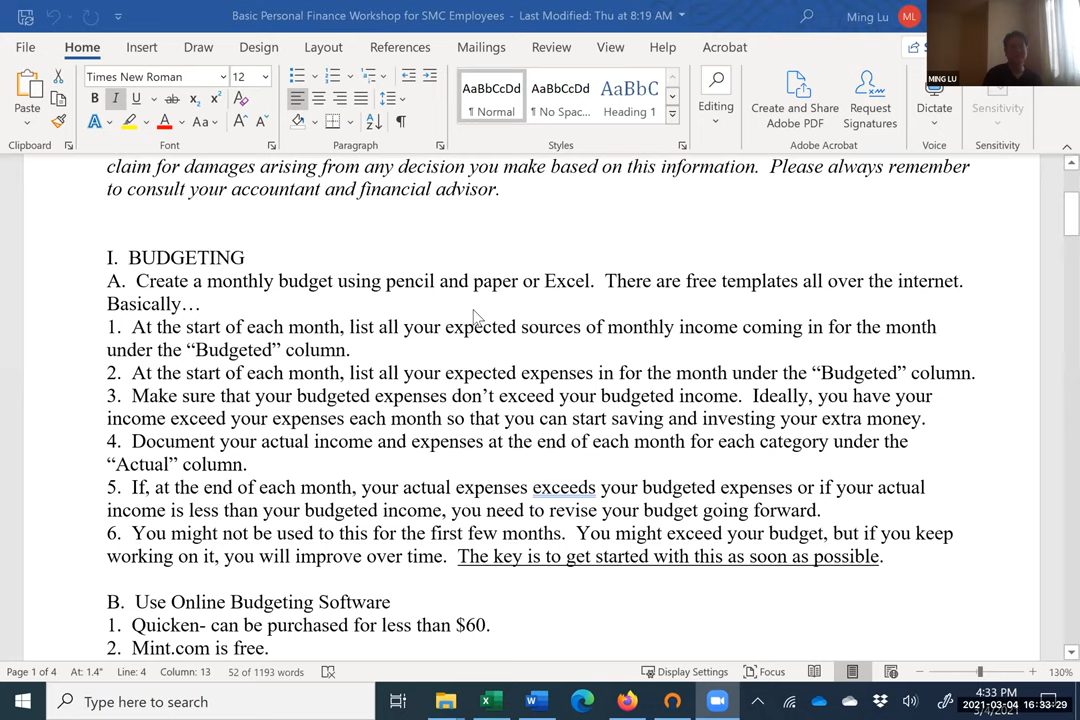 Basic Personal Finance Workshop for SMC Employees - Last Modified: Thu at 8:19 AM
Ming Lu ML
MING LU
File Home Insert Draw Design Layout References Mailings Review View Help Acrobat
Times New Roman 12
AaBbCcDd AaBbCcDd AaBbC
¶ Normal ¶ No Spac... Heading 1
Paste
B I U ab x₂ x² A
A A Aa A A
Editing
Create and Share
Adobe PDF
Request
Signatures
Dictate
Sensitivity
Clipboard Font Paragraph Styles Adobe Acrobat Voice Sensitivity
claim for damages arising from any decision you make based on this information. Please always remember
to consult your accountant and financial advisor.
I. BUDGETING
A. Create a monthly budget using pencil and paper or Excel. There are free templates all over the internet.
Basically…
1. At the start of each month, list all your expected sources of monthly income coming in for the month
under the “Budgeted” column.
2. At the start of each month, list all your expected expenses in for the month under the “Budgeted” column.
3. Make sure that your budgeted expenses don’t exceed your budgeted income. Ideally, you have your
income exceed your expenses each month so that you can start saving and investing your extra money.
4. Document your actual income and expenses at the end of each month for each category under the
“Actual” column.
5. If, at the end of each month, your actual expenses exceeds your budgeted expenses or if your actual
income is less than your budgeted income, you need to revise your budget going forward.
6. You might not be used to this for the first few months. You might exceed your budget, but if you keep
working on it, you will improve over time. The key is to get started with this as soon as possible.
B. Use Online Budgeting Software
1. Quicken- can be purchased for less than $60.
2. Mint.com is free.
Page 1 of 4 At: 1.4" Line: 4 Column: 13 52 of 1193 words Display Settings Focus 130%
Type here to search
4:33 PM
2021-03-04 16:33:29